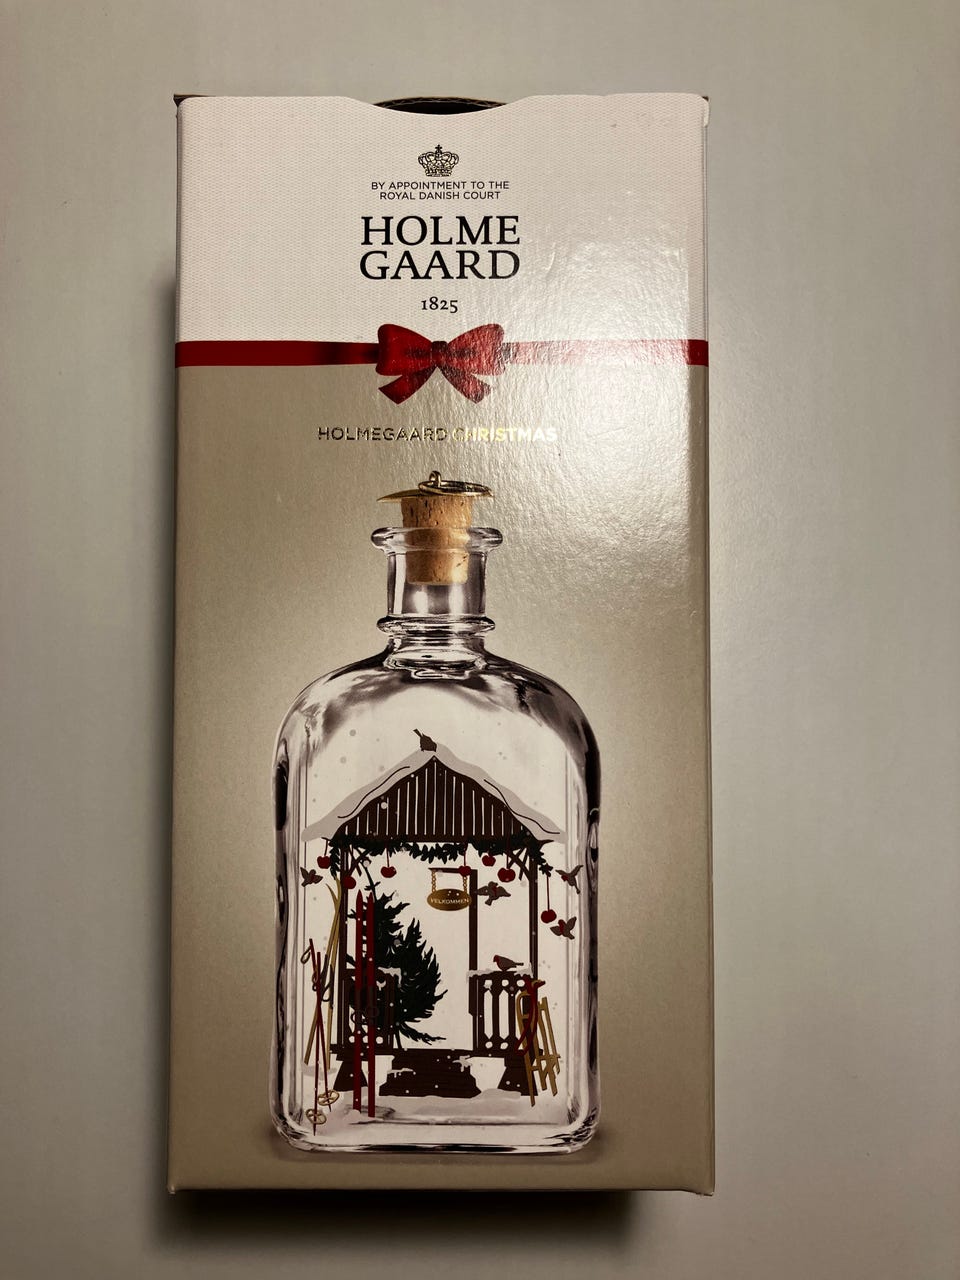 BY APPOINTMENT TO THE
ROYAL DANISH COURT
HOLME
GAARD
1825
HOLMEGAARD CHRISTMAS
VELKOMMEN